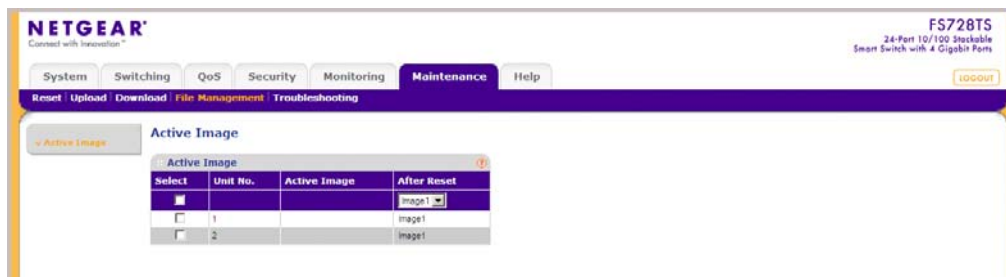 NETGEAR®
Connect with Innovation™
FS728TS
24-Port 10/100 Stackable
Smart Switch with 4 Gigabit Ports
System Switching QoS Security Monitoring Maintenance Help
LOGOUT
Reset Upload Download File Management Troubleshooting
Active Image
Active Image
Active Image
Select Unit No. Active Image After Reset
Image1
1 Image1
2 Image1